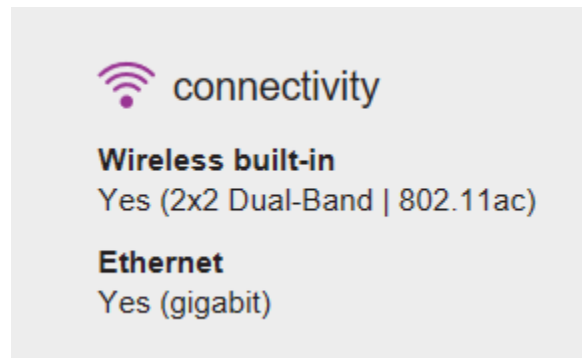 connectivity
Wireless built-in
Yes (2x2 Dual-Band | 802.11ac)
Ethernet
Yes (gigabit)